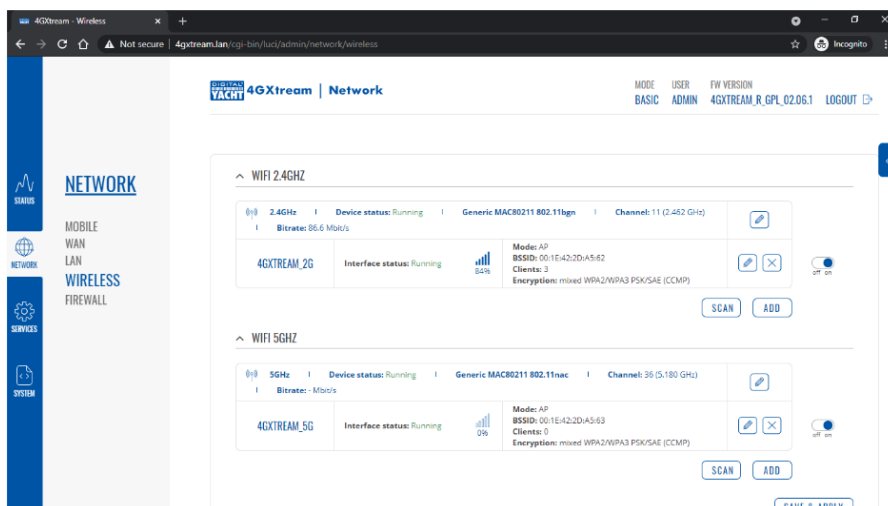 4GXtream - Wireless
Not secure | 4gxtream.lan/cgi-bin/luci/admin/network/wireless
Incognito
DIGITAL YACHT 4GXtream | Network
MODE USER FW VERSION
BASIC ADMIN 4GXTREAM_R_GPL_02.06.1 LOGOUT
STATUS
NETWORK
SERVICES
SYSTEM
NETWORK
MOBILE
WAN
LAN
WIRELESS
FIREWALL
WIFI 2.4GHZ
2.4GHz | Device status: Running | Generic MAC80211 802.11bgn | Channel: 11 (2.462 GHz)
| Bitrate: 86.6 Mbit/s
4GXTREAM_2G
Interface status: Running
84%
Mode: AP
BSSID: 00:1E:42:2D:A5:62
Clients: 3
Encryption: mixed WPA2/WPA3 PSK/SAE (CCMP)
off on
SCAN ADD
WIFI 5GHZ
5GHz | Device status: Running | Generic MAC80211 802.11nac | Channel: 36 (5.180 GHz)
| Bitrate: - Mbit/s
4GXTREAM_5G
Interface status: Running
0%
Mode: AP
BSSID: 00:1E:42:2D:A5:63
Clients: 0
Encryption: mixed WPA2/WPA3 PSK/SAE (CCMP)
off on
SCAN ADD
SAVE & APPLY